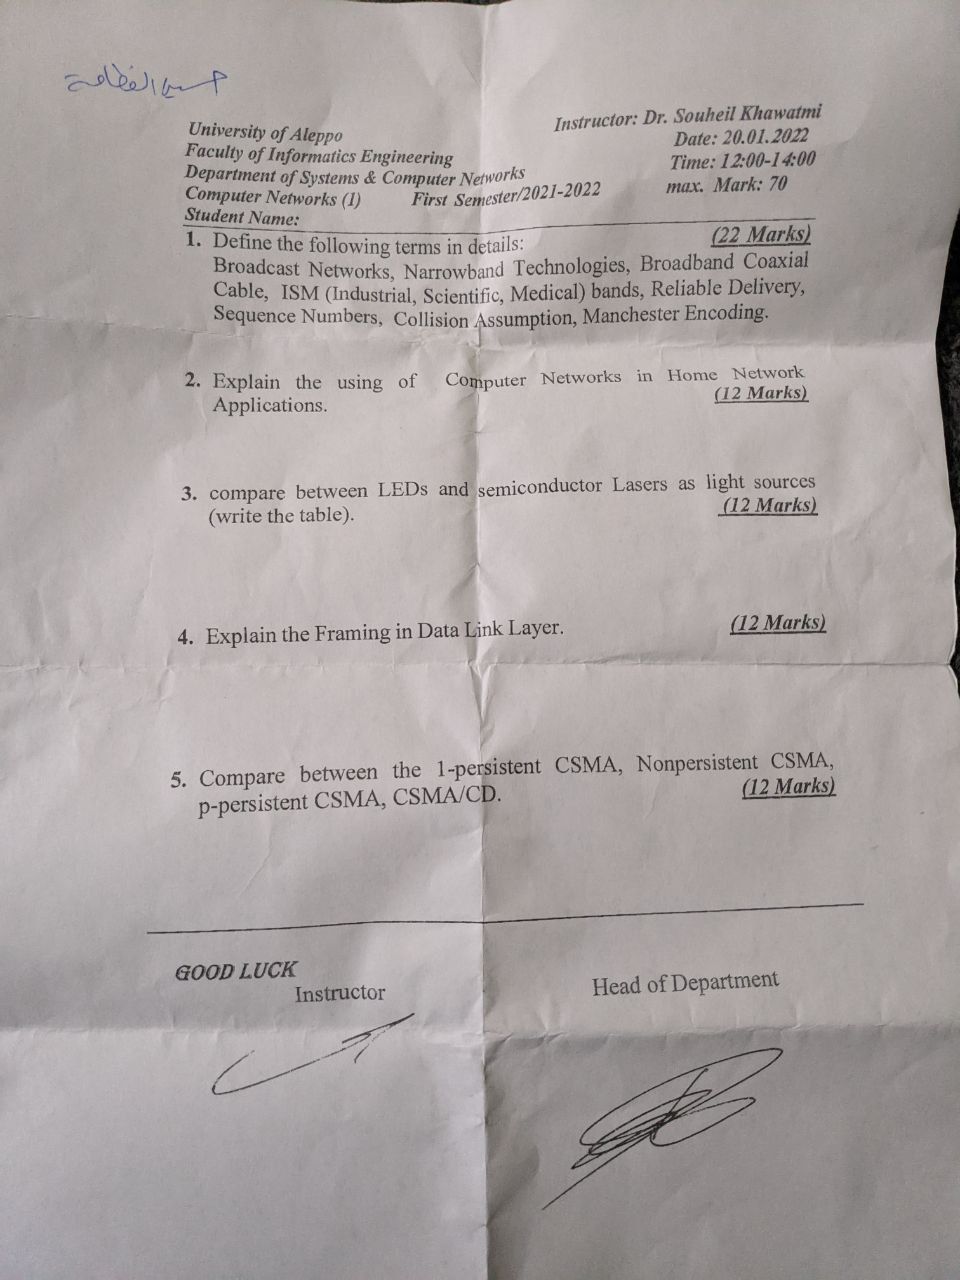 University of Aleppo
Faculty of Informatics Engineering
Department of Systems & Computer Networks
Computer Networks (1) First Semester/2021-2022
Student Name:
Instructor: Dr. Souheil Khawatmi
Date: 20.01.2022
Time: 12:00-14:00
max. Mark: 70
1. Define the following terms in details: (22 Marks)
Broadcast Networks, Narrowband Technologies, Broadband Coaxial
Cable, ISM (Industrial, Scientific, Medical) bands, Reliable Delivery,
Sequence Numbers, Collision Assumption, Manchester Encoding.
2. Explain the using of Computer Networks in Home Network
Applications. (12 Marks)
3. compare between LEDs and semiconductor Lasers as light sources
(write the table). (12 Marks)
4. Explain the Framing in Data Link Layer. (12 Marks)
5. Compare between the 1-persistent CSMA, Nonpersistent CSMA,
p-persistent CSMA, CSMA/CD. (12 Marks)
GOOD LUCK
Instructor
Head of Department